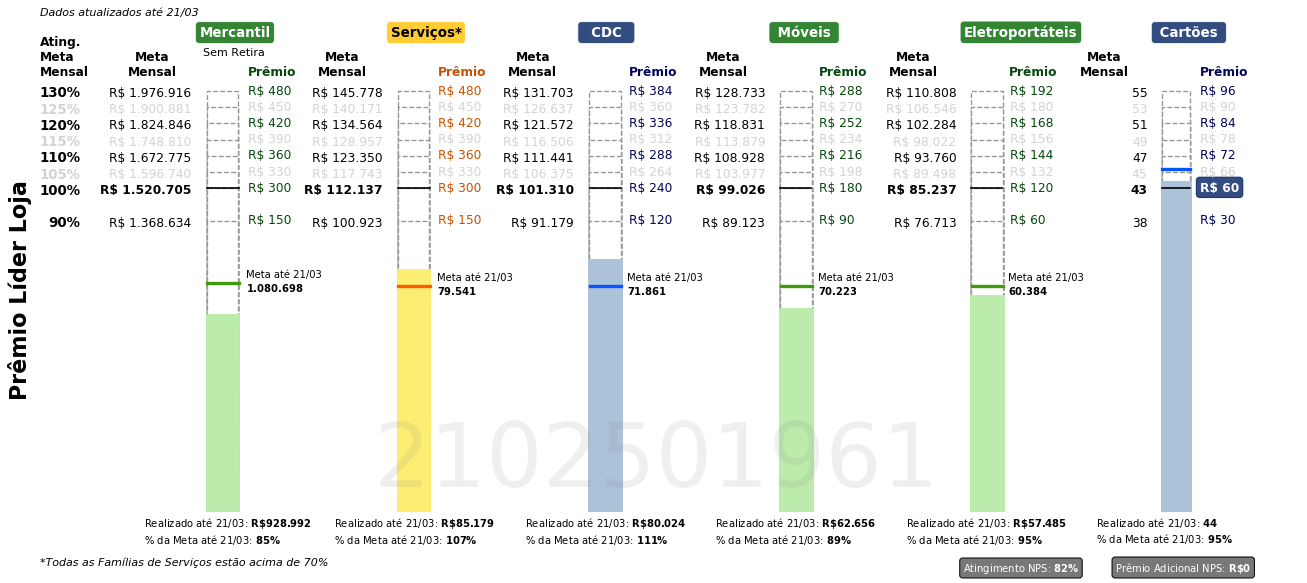 Dados atualizados até 21/03
Mercantil Serviços* CDC Móveis Eletroportáteis Cartões
Sem Retira
Ating. Meta Mensal
Meta Mensal Prêmio Meta Mensal Prêmio Meta Mensal Prêmio Meta Mensal Prêmio Meta Mensal Prêmio Meta Mensal Prêmio
130% R$ 1.976.916 R$ 480 R$ 145.778 R$ 480 R$ 131.703 R$ 384 R$ 128.733 R$ 288 R$ 110.808 R$ 192 55 R$ 96
125% R$ 1.900.881 R$ 450 R$ 140.171 R$ 450 R$ 126.637 R$ 360 R$ 123.782 R$ 270 R$ 106.546 R$ 180 53 R$ 90
120% R$ 1.824.846 R$ 420 R$ 134.564 R$ 420 R$ 121.572 R$ 336 R$ 118.831 R$ 252 R$ 102.284 R$ 168 51 R$ 84
115% R$ 1.748.810 R$ 390 R$ 128.957 R$ 390 R$ 116.506 R$ 312 R$ 113.879 R$ 234 R$ 98.022 R$ 156 49 R$ 78
110% R$ 1.672.775 R$ 360 R$ 123.350 R$ 360 R$ 111.441 R$ 288 R$ 108.928 R$ 216 R$ 93.760 R$ 144 47 R$ 72
105% R$ 1.596.740 R$ 330 R$ 117.743 R$ 330 R$ 106.375 R$ 264 R$ 103.977 R$ 198 R$ 89.498 R$ 132 45 R$ 66
100% R$ 1.520.705 R$ 300 R$ 112.137 R$ 300 R$ 101.310 R$ 240 R$ 99.026 R$ 180 R$ 85.237 R$ 120 43 R$ 60
90% R$ 1.368.634 R$ 150 R$ 100.923 R$ 150 R$ 91.179 R$ 120 R$ 89.123 R$ 90 R$ 76.713 R$ 60 38 R$ 30
Prêmio Líder Loja
Meta até 21/03 Meta até 21/03 Meta até 21/03 Meta até 21/03 Meta até 21/03
1.080.698 79.541 71.861 70.223 60.384
2102501961
Realizado até 21/03: R$928.992 Realizado até 21/03: R$85.179 Realizado até 21/03: R$80.024 Realizado até 21/03: R$62.656 Realizado até 21/03: R$57.485 Realizado até 21/03: 44
% da Meta até 21/03: 85% % da Meta até 21/03: 107% % da Meta até 21/03: 111% % da Meta até 21/03: 89% % da Meta até 21/03: 95% % da Meta até 21/03: 95%
*Todas as Famílias de Serviços estão acima de 70%
Atingimento NPS: 82% Prêmio Adicional NPS: R$0